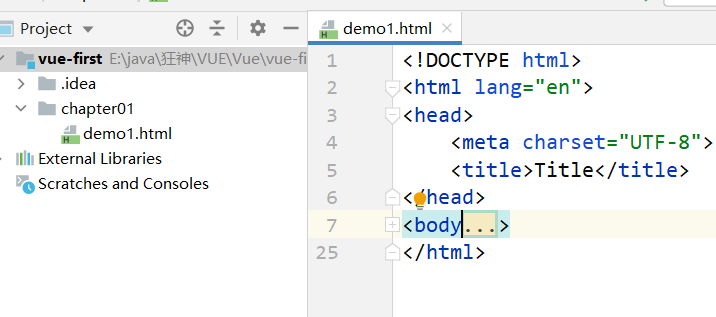 Project
vue-first E:\java\狂神\VUE\Vue\vue-fi
.idea
chapter01
demo1.html
External Libraries
Scratches and Consoles
demo1.html
1 <!DOCTYPE html>
2 <html lang="en">
3 <head>
4 <meta charset="UTF-8">
5 <title>Title</title>
6 </head>
7 <body...>
25 </html>